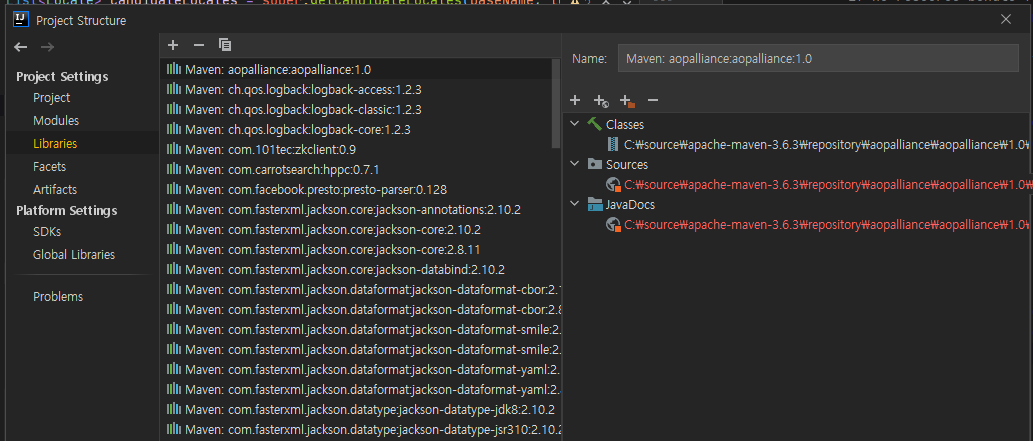 Project Structure
Project Settings
Project
Modules
Libraries
Facets
Artifacts
Platform Settings
SDKs
Global Libraries
Problems
Maven: aopalliance:aopalliance:1.0
Maven: ch.qos.logback:logback-access:1.2.3
Maven: ch.qos.logback:logback-classic:1.2.3
Maven: ch.qos.logback:logback-core:1.2.3
Maven: com.101tec:zkclient:0.9
Maven: com.carrotsearch:hppc:0.7.1
Maven: com.facebook.presto:presto-parser:0.128
Maven: com.fasterxml.jackson.core:jackson-annotations:2.10.2
Maven: com.fasterxml.jackson.core:jackson-core:2.10.2
Maven: com.fasterxml.jackson.core:jackson-core:2.8.11
Maven: com.fasterxml.jackson.core:jackson-databind:2.10.2
Maven: com.fasterxml.jackson.dataformat:jackson-dataformat-cbor:2.1
Maven: com.fasterxml.jackson.dataformat:jackson-dataformat-cbor:2.8
Maven: com.fasterxml.jackson.dataformat:jackson-dataformat-smile:2.
Maven: com.fasterxml.jackson.dataformat:jackson-dataformat-smile:2.
Maven: com.fasterxml.jackson.dataformat:jackson-dataformat-yaml:2.
Maven: com.fasterxml.jackson.dataformat:jackson-dataformat-yaml:2.
Maven: com.fasterxml.jackson.datatype:jackson-datatype-jdk8:2.10.2
Maven: com.fasterxml.jackson.datatype:jackson-datatype-jsr310:2.10.2
Name: Maven: aopalliance:aopalliance:1.0
Classes
C:₩source₩apache-maven-3.6.3₩repository₩aopalliance₩aopalliance₩1.0₩
Sources
C:₩source₩apache-maven-3.6.3₩repository₩aopalliance₩aopalliance₩1.0₩
JavaDocs
C:₩source₩apache-maven-3.6.3₩repository₩aopalliance₩aopalliance₩1.0₩